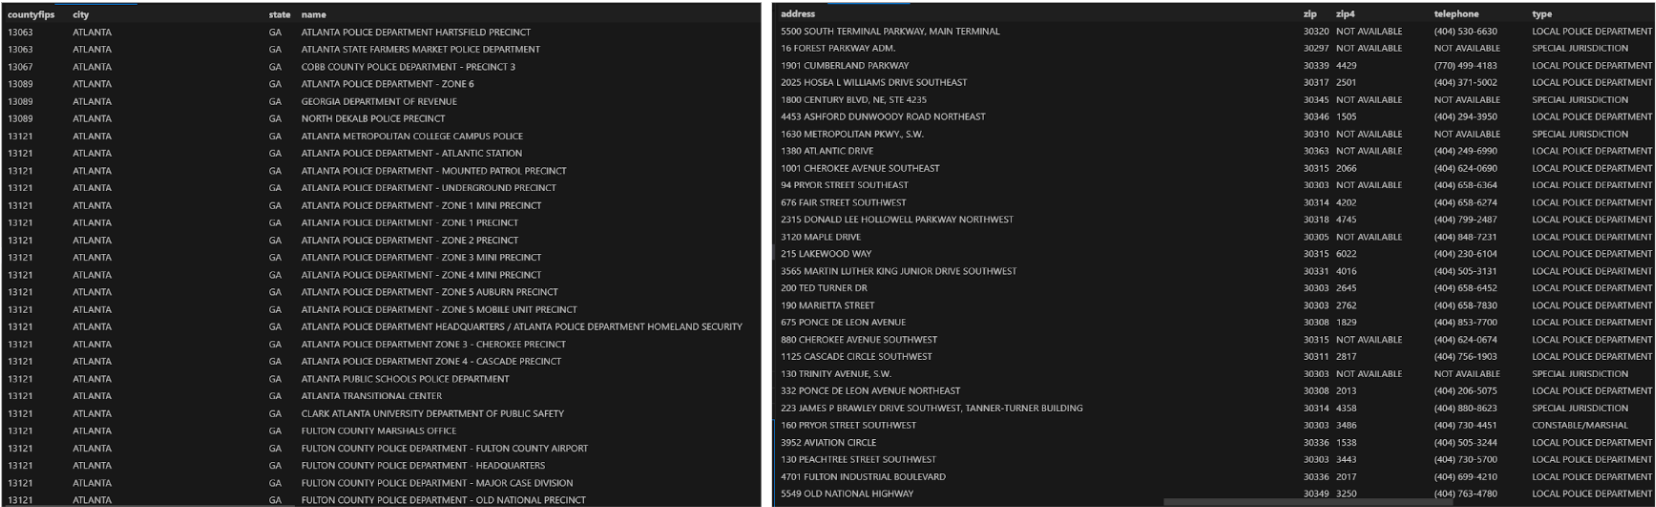 countyfips city state name address zip zip4 telephone type
13063 ATLANTA GA ATLANTA POLICE DEPARTMENT HARTSFIELD PRECINCT 5500 SOUTH TERMINAL PARKWAY, MAIN TERMINAL 30320 NOT AVAILABLE (404) 530-6630 LOCAL POLICE DEPARTMENT
13063 ATLANTA GA ATLANTA STATE FARMERS MARKET POLICE DEPARTMENT 16 FOREST PARKWAY ADM. 30297 NOT AVAILABLE NOT AVAILABLE SPECIAL JURISDICTION
13067 ATLANTA GA COBB COUNTY POLICE DEPARTMENT - PRECINCT 3 1901 CUMBERLAND PARKWAY 30339 4429 (770) 499-4183 LOCAL POLICE DEPARTMENT
13089 ATLANTA GA ATLANTA POLICE DEPARTMENT - ZONE 6 2025 HOSEA L WILLIAMS DRIVE SOUTHEAST 30317 2501 (404) 371-5002 LOCAL POLICE DEPARTMENT
13089 ATLANTA GA GEORGIA DEPARTMENT OF REVENUE 1800 CENTURY BLVD, NE, STE 4235 30345 NOT AVAILABLE NOT AVAILABLE SPECIAL JURISDICTION
13089 ATLANTA GA NORTH DEKALB POLICE PRECINCT 4453 ASHFORD DUNWOODY ROAD NORTHEAST 30346 1505 (404) 294-3950 LOCAL POLICE DEPARTMENT
13121 ATLANTA GA ATLANTA METROPOLITAN COLLEGE CAMPUS POLICE 1630 METROPOLITAN PKWY., S.W. 30310 NOT AVAILABLE NOT AVAILABLE SPECIAL JURISDICTION
13121 ATLANTA GA ATLANTA POLICE DEPARTMENT - ATLANTIC STATION 1380 ATLANTIC DRIVE 30363 NOT AVAILABLE (404) 249-6990 LOCAL POLICE DEPARTMENT
13121 ATLANTA GA ATLANTA POLICE DEPARTMENT - MOUNTED PATROL PRECINCT 1001 CHEROKEE AVENUE SOUTHEAST 30315 2066 (404) 624-0690 LOCAL POLICE DEPARTMENT
13121 ATLANTA GA ATLANTA POLICE DEPARTMENT - UNDERGROUND PRECINCT 94 PRYOR STREET SOUTHEAST 30303 NOT AVAILABLE (404) 658-6364 LOCAL POLICE DEPARTMENT
13121 ATLANTA GA ATLANTA POLICE DEPARTMENT - ZONE 1 MINI PRECINCT 676 FAIR STREET SOUTHWEST 30314 4202 (404) 658-6274 LOCAL POLICE DEPARTMENT
13121 ATLANTA GA ATLANTA POLICE DEPARTMENT - ZONE 1 PRECINCT 2315 DONALD LEE HOLLOWELL PARKWAY NORTHWEST 30318 4745 (404) 799-2487 LOCAL POLICE DEPARTMENT
13121 ATLANTA GA ATLANTA POLICE DEPARTMENT - ZONE 2 PRECINCT 3120 MAPLE DRIVE 30305 NOT AVAILABLE (404) 848-7231 LOCAL POLICE DEPARTMENT
13121 ATLANTA GA ATLANTA POLICE DEPARTMENT - ZONE 3 MINI PRECINCT 215 LAKEWOOD WAY 30315 6022 (404) 230-6104 LOCAL POLICE DEPARTMENT
13121 ATLANTA GA ATLANTA POLICE DEPARTMENT - ZONE 4 MINI PRECINCT 3565 MARTIN LUTHER KING JUNIOR DRIVE SOUTHWEST 30331 4016 (404) 505-3131 LOCAL POLICE DEPARTMENT
13121 ATLANTA GA ATLANTA POLICE DEPARTMENT - ZONE 5 AUBURN PRECINCT 200 TED TURNER DR 30303 2645 (404) 658-6452 LOCAL POLICE DEPARTMENT
13121 ATLANTA GA ATLANTA POLICE DEPARTMENT - ZONE 5 MOBILE UNIT PRECINCT 190 MARIETTA STREET 30303 2762 (404) 658-7830 LOCAL POLICE DEPARTMENT
13121 ATLANTA GA ATLANTA POLICE DEPARTMENT HEADQUARTERS / ATLANTA POLICE DEPARTMENT HOMELAND SECURITY 675 PONCE DE LEON AVENUE 30308 1829 (404) 853-7700 LOCAL POLICE DEPARTMENT
13121 ATLANTA GA ATLANTA POLICE DEPARTMENT ZONE 3 - CHEROKEE PRECINCT 880 CHEROKEE AVENUE SOUTHWEST 30315 NOT AVAILABLE (404) 624-0674 LOCAL POLICE DEPARTMENT
13121 ATLANTA GA ATLANTA POLICE DEPARTMENT ZONE 4 - CASCADE PRECINCT 1125 CASCADE CIRCLE SOUTHWEST 30311 2817 (404) 756-1903 LOCAL POLICE DEPARTMENT
13121 ATLANTA GA ATLANTA PUBLIC SCHOOLS POLICE DEPARTMENT 130 TRINITY AVENUE, S.W. 30303 NOT AVAILABLE NOT AVAILABLE SPECIAL JURISDICTION
13121 ATLANTA GA ATLANTA TRANSITIONAL CENTER 332 PONCE DE LEON AVENUE NORTHEAST 30308 2013 (404) 206-5075 LOCAL POLICE DEPARTMENT
13121 ATLANTA GA CLARK ATLANTA UNIVERSITY DEPARTMENT OF PUBLIC SAFETY 223 JAMES P BRAWLEY DRIVE SOUTHWEST, TANNER-TURNER BUILDING 30314 4358 (404) 880-8623 SPECIAL JURISDICTION
13121 ATLANTA GA FULTON COUNTY MARSHALS OFFICE 160 PRYOR STREET SOUTHWEST 30303 3486 (404) 730-4451 CONSTABLE/MARSHAL
13121 ATLANTA GA FULTON COUNTY POLICE DEPARTMENT - FULTON COUNTY AIRPORT 3952 AVIATION CIRCLE 30336 1538 (404) 505-3244 LOCAL POLICE DEPARTMENT
13121 ATLANTA GA FULTON COUNTY POLICE DEPARTMENT - HEADQUARTERS 130 PEACHTREE STREET SOUTHWEST 30303 3443 (404) 730-5700 LOCAL POLICE DEPARTMENT
13121 ATLANTA GA FULTON COUNTY POLICE DEPARTMENT - MAJOR CASE DIVISION 4701 FULTON INDUSTRIAL BOULEVARD 30336 2017 (404) 699-4210 LOCAL POLICE DEPARTMENT
13121 ATLANTA GA FULTON COUNTY POLICE DEPARTMENT - OLD NATIONAL PRECINCT 5549 OLD NATIONAL HIGHWAY 30349 3250 (404) 763-4780 LOCAL POLICE DEPARTMENT